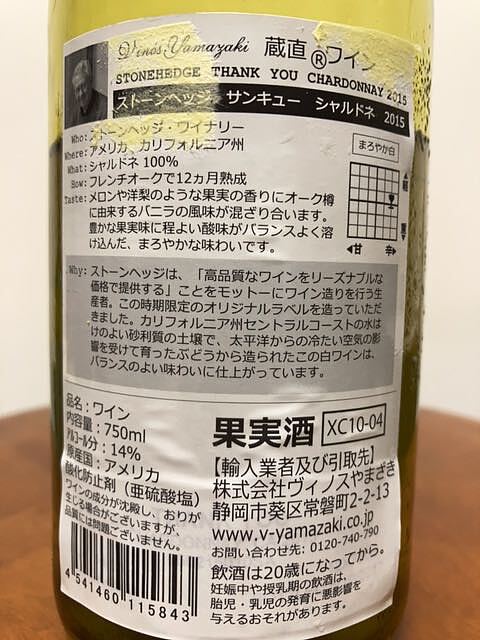 Vinos Yamazaki 蔵直®ワイン
STONEHEDGE THANK YOU CHARDONNAY 2015
ストーンヘッジ サンキュー シャルドネ 2015
Who:ストーンヘッジ・ワイナリー
Where:アメリカ カリフォルニア州
What:シャルドネ 100%
How:フレンチオークで12ヵ月熟成
Taste:メロンや洋梨のような果実の香りにオーク樽
に由来するバニラの風味が混ざり合います。
豊かな果実味に程よい酸味がバランスよく溶
け込んだ、まろやかな味わいです。
まろやか白
軽
重
◀甘 辛▶
Why:ストーンヘッジは、「高品質なワインをリーズナブルな
価格で提供する」ことをモットーにワイン造りを行う生
産者。この時期限定のオリジナルラベルを造っていただ
きました。カリフォルニア州セントラルコーストの水は
けのよい砂利質の土壌で、太平洋からの冷たい空気の影
響を受けて育ったぶどうから造られたこの白ワインは、
バランスのよい味わいに仕上がっています。
品名:ワイン
内容量:750ml
アルコール分:14%
原産国:アメリカ
酸化防止剤(亜硫酸塩)
ワインの成分が沈殿し、おりが
生じる場合がございますが、
品質には問題ございません。
4 541460 115843
果実酒 XC10-04
【輸入業者及び引取先】
株式会社ヴィノスやまざき
静岡市葵区常磐町2-2-13
www.v-yamazaki.co.jp
お問い合わせ先: 0120-740-790
飲酒は20歳になってから。
妊娠中や授乳期の飲酒は、
胎児・乳児の発育に悪影響を
与えるおそれがあります。